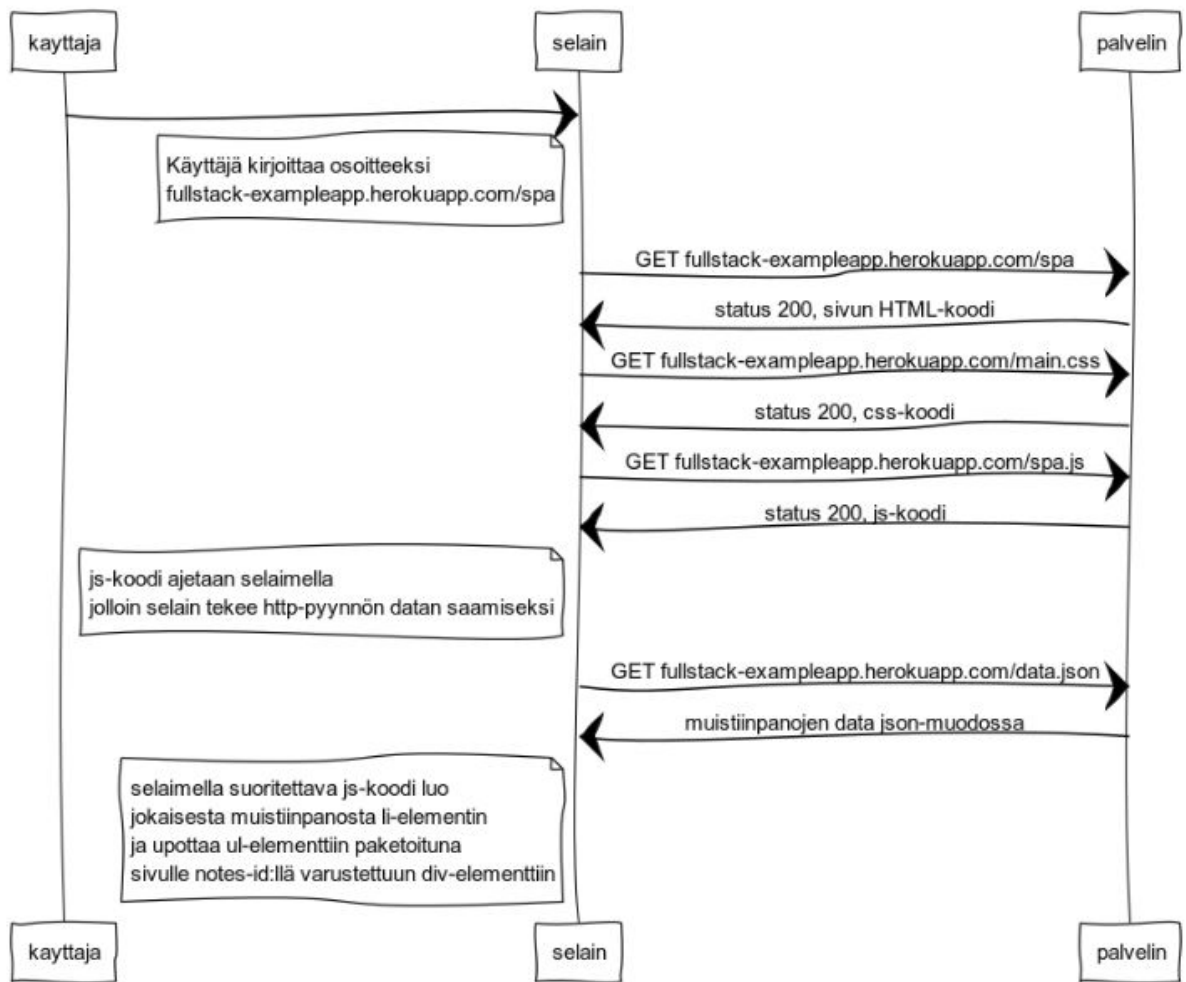 kayttaja
selain
palvelin
Käyttäjä kirjoittaa osoitteeksi
fullstack-exampleapp.herokuapp.com/spa
GET fullstack-exampleapp.herokuapp.com/spa
status 200, sivun HTML-koodi
GET fullstack-exampleapp.herokuapp.com/main.css
status 200, css-koodi
GET fullstack-exampleapp.herokuapp.com/spa.js
status 200, js-koodi
js-koodi ajetaan selaimella
jolloin selain tekee http-pyynnön datan saamiseksi
GET fullstack-exampleapp.herokuapp.com/data.json
muistiinpanojen data json-muodossa
selaimella suoritettava js-koodi luo
jokaisesta muistiinpanosta li-elementin
ja upottaa ul-elementtiin paketoituna
sivulle notes-id:llä varustettuun div-elementtiin
kayttaja
selain
palvelin